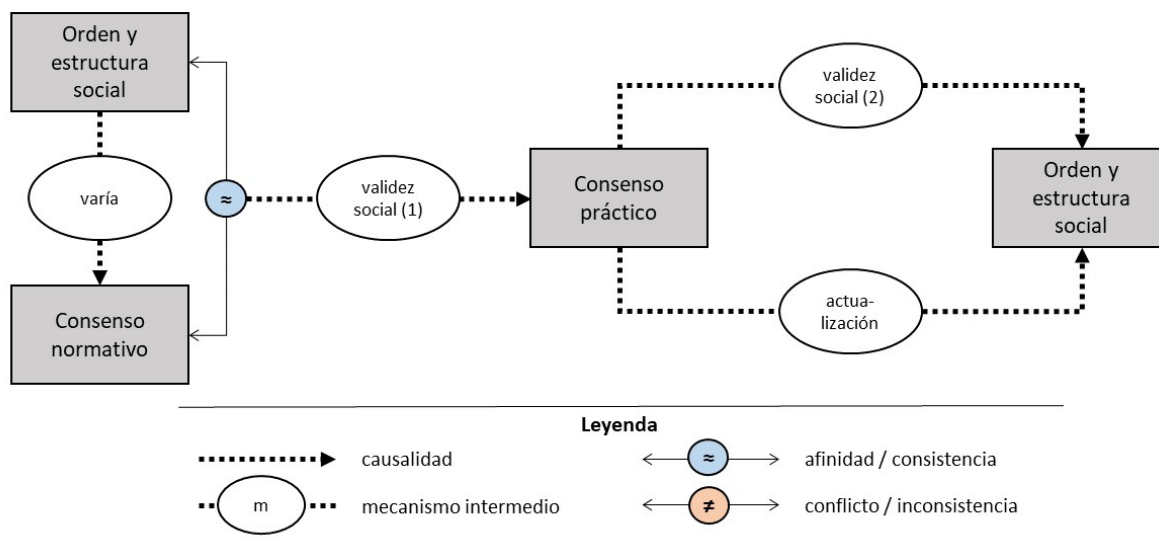 Orden y
estructura
social
varía
Consenso
normativo
≈
validez
social (1)
Consenso
práctico
validez
social (2)
actua-
lización
Orden y
estructura
social
Leyenda
causalidad
m
mecanismo intermedio
≈
afinidad / consistencia
≠
conflicto / inconsistencia